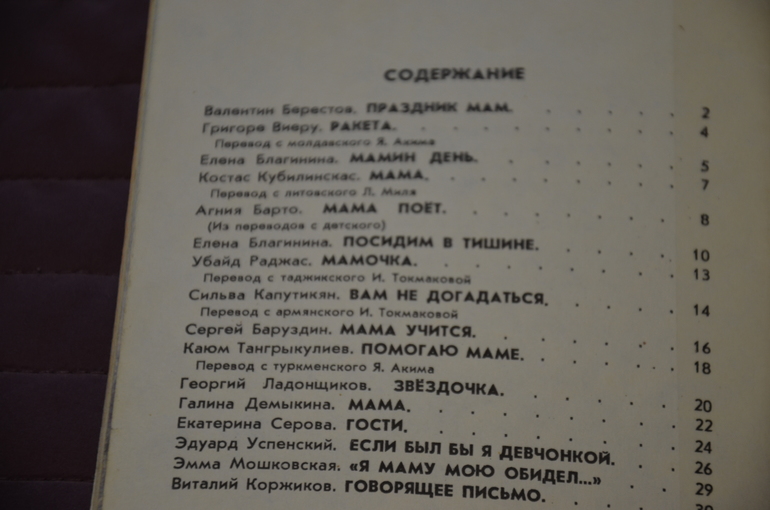 СОДЕРЖАНИЕ
Валентин Берестов. ПРАЗДНИК МАМ. . . . . . . 2
Григоре Виеру. РАКЕТА. . . . . . . . . 4
Перевод с молдавского Я. Акима
Елена Благинина. МАМИН ДЕНЬ. . . . . . . 5
Костас Кубилинскас. МАМА. . . . . . . . 7
Перевод с литовского Л. Миля
Агния Барто. МАМА ПОЁТ. . . . . . . . 8
(Из переводов с детского)
Елена Благинина. ПОСИДИМ В ТИШИНЕ. . . . . 10
Убайд Раджас. МАМОЧКА. . . . . . . . 13
Перевод с таджикского И. Токмаковой
Сильва Капутикян. ВАМ НЕ ДОГАДАТЬСЯ. . . . . 14
Перевод с армянского И. Токмаковой
Сергей Баруздин. МАМА УЧИТСЯ. . . . . . . 16
Каюм Тангрыкулиев. ПОМОГАЮ МАМЕ. . . . . . 18
Перевод с туркменского Я. Акима
Георгий Ладонщиков. ЗВЁЗДОЧКА. . . . . . . 20
Галина Демыкина. МАМА. . . . . . . . 22
Екатерина Серова. ГОСТИ. . . . . . . . 24
Эдуард Успенский. ЕСЛИ БЫЛ БЫ Я ДЕВЧОНКОЙ. . . 26
Эмма Мошковская. «Я МАМУ МОЮ ОБИДЕЛ...» . . . 29
Виталий Коржиков. ГОВОРЯЩЕЕ ПИСЬМО. . . . . 30